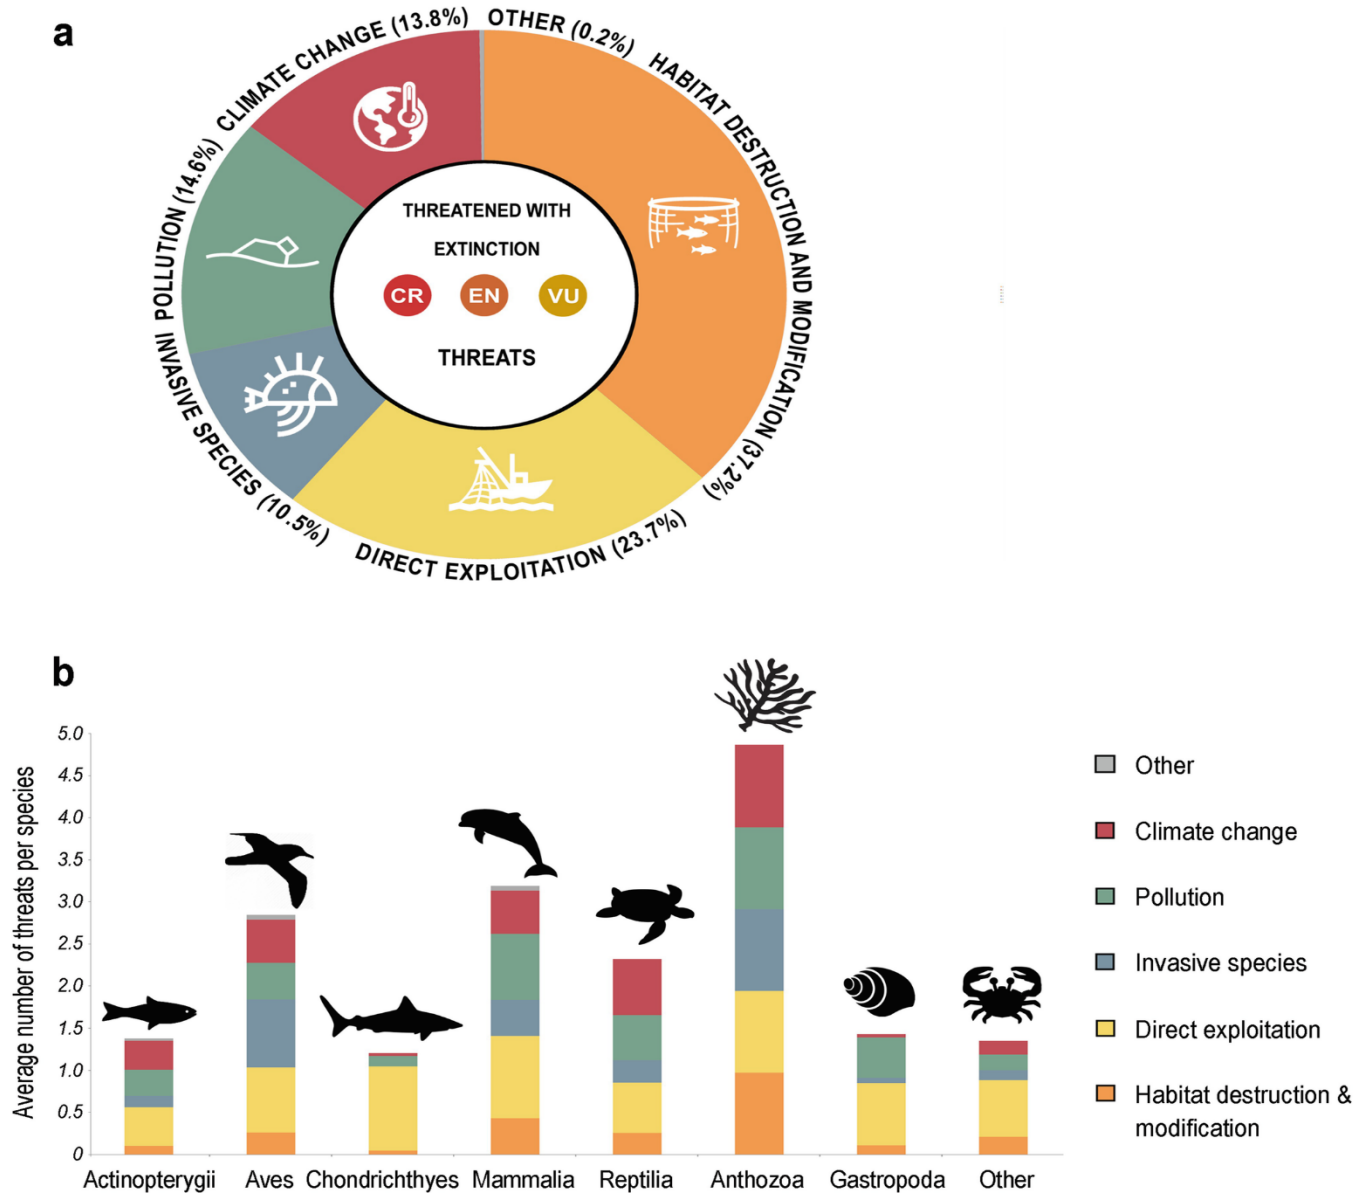 a
CLIMATE CHANGE (13.8%)
OTHER (0.2%)
HABITAT DESTRUCTION AND MODIFICATION (37.2%)
POLLUTION (14.6%)
INVASIVE SPECIES (10.5%)
DIRECT EXPLOITATION (23.7%)
THREATENED WITH
EXTINCTION
CR EN VU
THREATS
b
Average number of threats per species
5.0
4.5
4.0
3.5
3.0
2.5
2.0
1.5
1.0
0.5
0
Actinopterygii Aves Chondrichthyes Mammalia Reptilia Anthozoa Gastropoda Other
Other
Climate change
Pollution
Invasive species
Direct exploitation
Habitat destruction &
modification